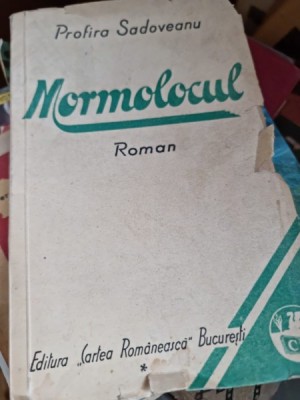 Profira Sadoveanu
Mormolocul
Roman
Editura „Cartea Românească" București
*